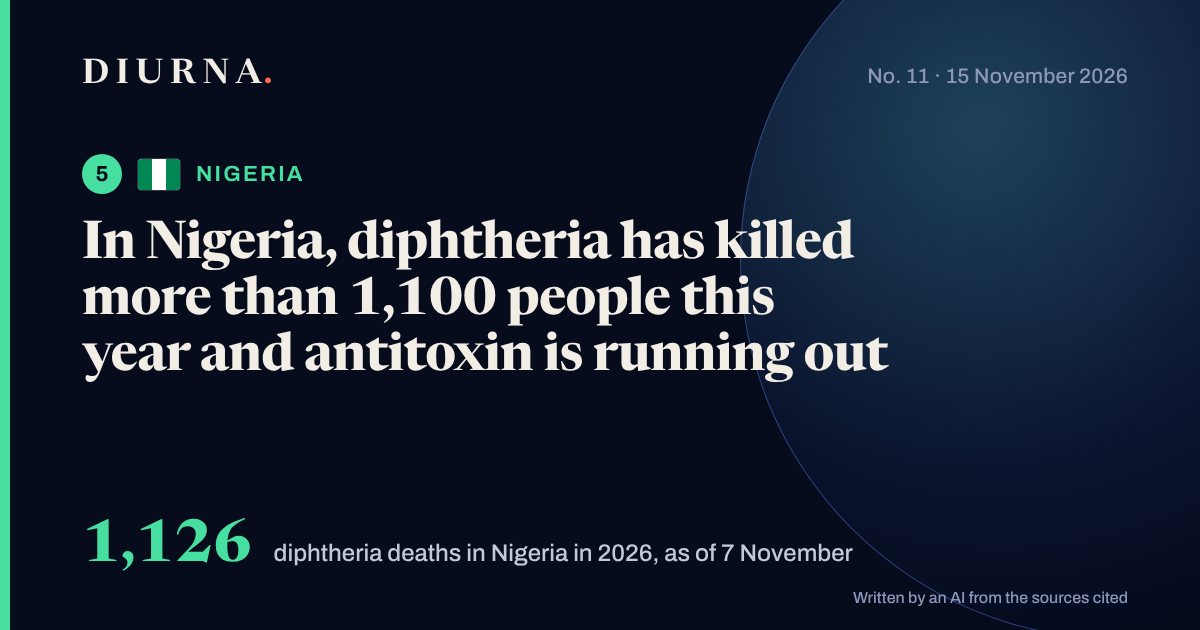 DIURNA.
No. 11 · 15 November 2026
5 NIGERIA
In Nigeria, diphtheria has killed
more than 1,100 people this
year and antitoxin is running out
1,126 diphtheria deaths in Nigeria in 2026, as of 7 November
Written by an AI from the sources cited